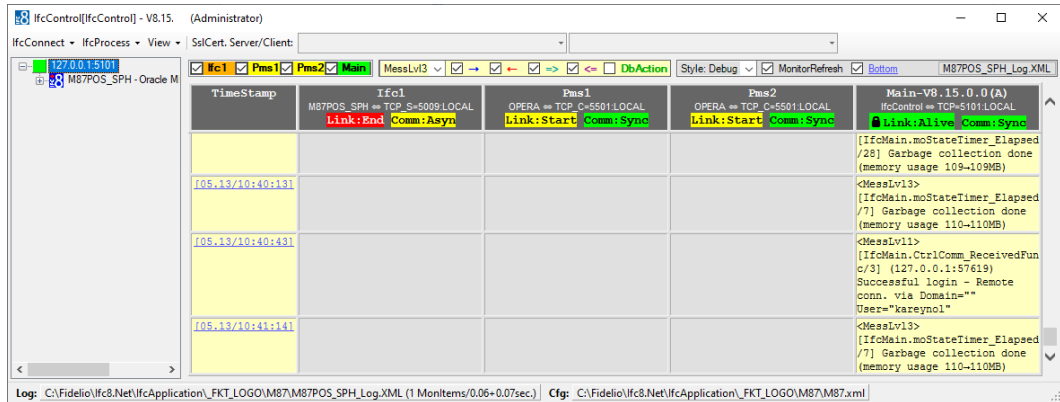 IfcControl[IfcControl] - V8.15. (Administrator)
IfcConnect IfcProcess View SslCert. Server/Client:
127.0.0.1:5101
M87POS_SPH - Oracle M
Ifc1 Pms1 Pms2 Main MessLvl3 → ← => <= DbAction Style: Debug MonitorRefresh Bottom M87POS_SPH_Log.XML
TimeStamp Ifc1 Pms1 Pms2 Main-V8.15.0.0(A)
M87POS_SPH ⇔ TCP_S=5009:LOCAL OPERA ⇔ TCP_C=5501:LOCAL OPERA ⇔ TCP_C=5501:LOCAL IfcControl ⇔ TCP=5101:LOCAL
Link:End Comm:Asyn Link:Start Comm:Sync Link:Start Comm:Sync Link:Alive Comm:Sync
[IfcMain.moStateTimer_Elapsed
/28] Garbage collection done
(memory usage 109→109MB)
[05.13/10:40:13] <MessLvl3>
[IfcMain.moStateTimer_Elapsed
/7] Garbage collection done
(memory usage 110→110MB)
[05.13/10:40:43] <MessLvl1>
[IfcMain.CtrlComm_ReceivedFun
c/3] (127.0.0.1:57619)
Successful login - Remote
conn. via Domain=""
User="kareynol"
[05.13/10:41:14] <MessLvl3>
[IfcMain.moStateTimer_Elapsed
/7] Garbage collection done
(memory usage 110→110MB)
Log: C:\Fidelio\Ifc8.Net\IfcApplication\_FKT_LOGO\M87\M87POS_SPH_Log.XML (1 MonItems/0.06+0.07sec.) Cfg: C:\Fidelio\Ifc8.Net\IfcApplication\_FKT_LOGO\M87\M87.xml